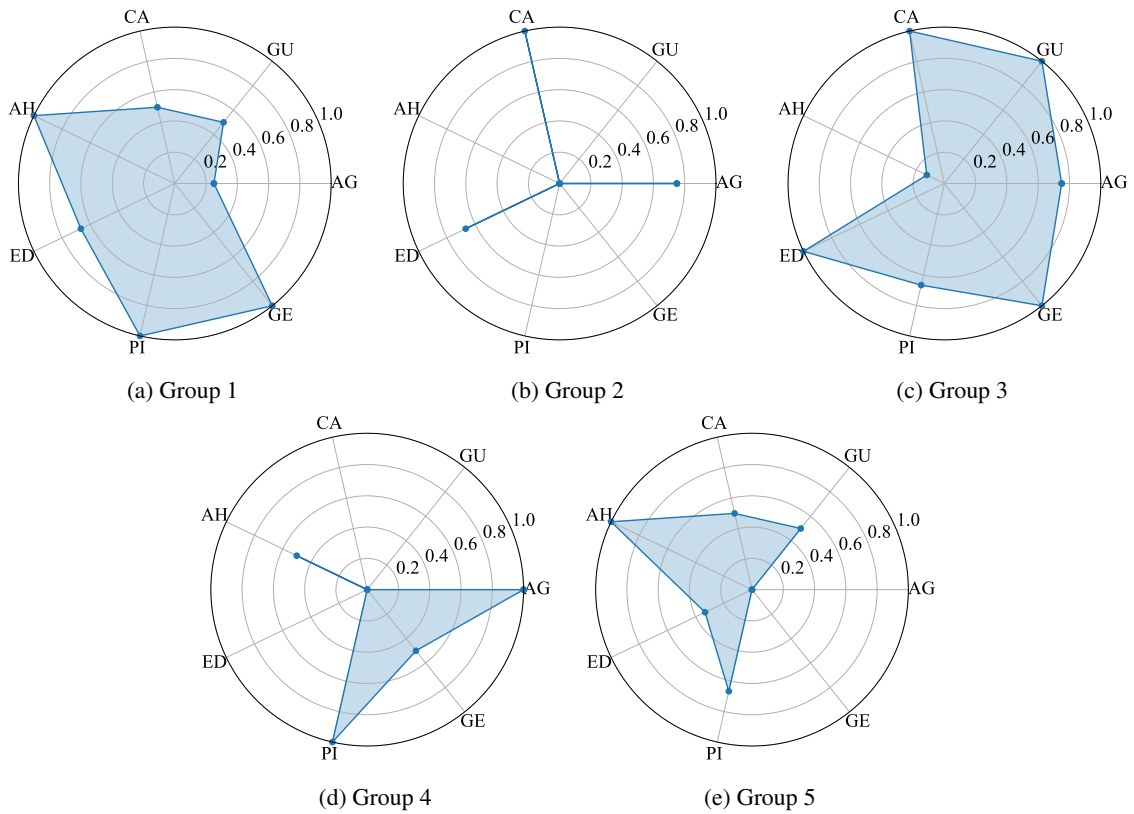 CA
GU
AH
1.0
0.8
0.6
0.4
0.2
AG
ED
PI
GE
(a) Group 1
CA
GU
AH
1.0
0.8
0.6
0.4
0.2
AG
ED
PI
GE
(b) Group 2
CA
GU
AH
1.0
0.8
0.6
0.4
0.2
AG
ED
PI
GE
(c) Group 3
CA
GU
AH
1.0
0.8
0.6
0.4
0.2
AG
ED
PI
GE
(d) Group 4
CA
GU
AH
1.0
0.8
0.6
0.4
0.2
AG
ED
PI
GE
(e) Group 5